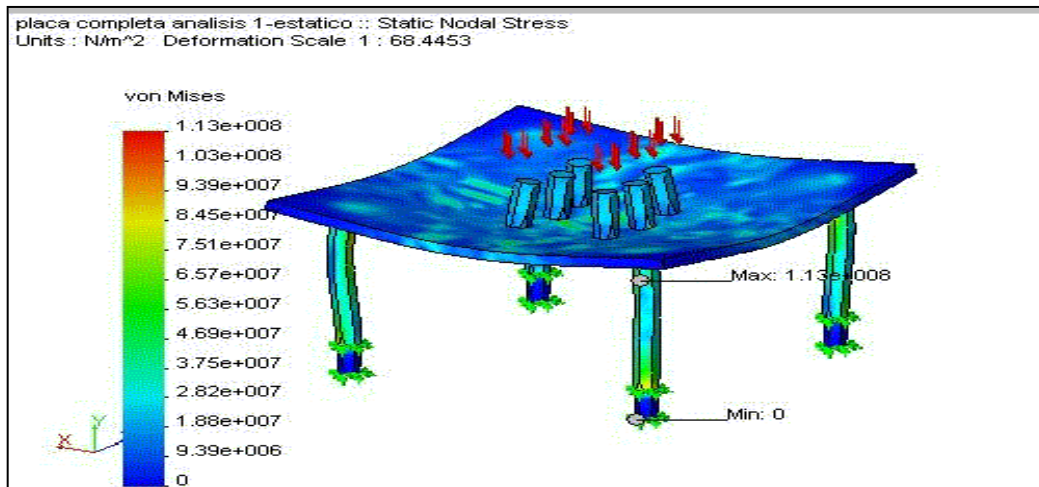 placa completa analisis 1-estatico :: Static Nodal Stress
Units : N/m^2 Deformation Scale 1 : 68.4453
von Mises
1.13e+008
1.03e+008
9.39e+007
8.45e+007
7.51e+007
6.57e+007
5.63e+007
4.69e+007
3.75e+007
2.82e+007
1.88e+007
9.39e+006
0
Max: 1.13e+008
Min: 0
Y
X